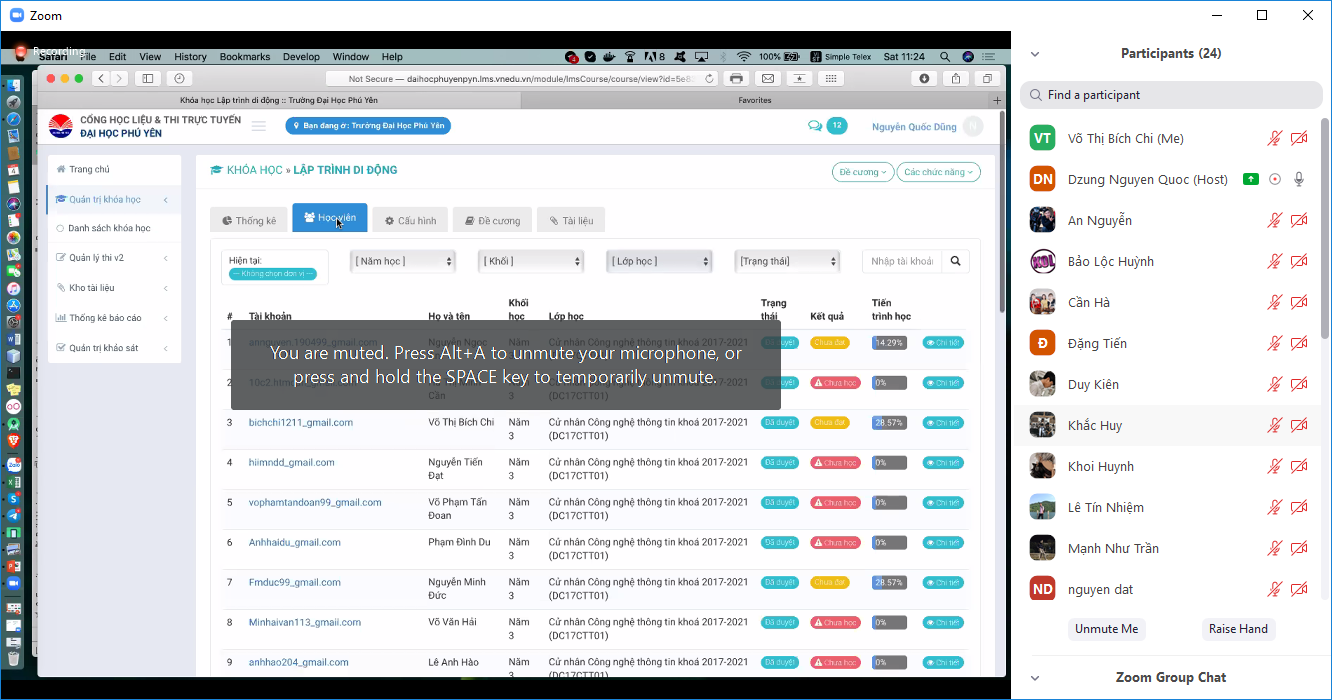 Zoom
Recording
Safari File Edit View History Bookmarks Develop Window Help
8 100% Simple Telex Sat 11:24
Not Secure — daihocphuyenpyn.lms.vnedu.vn/module/lmsCourse/course/view?id=5e8
Khóa học Lập trình di động :: Trường Đại Học Phú Yên
Favorites
CỔNG HỌC LIỆU & THI TRỰC TUYẾN
ĐẠI HỌC PHÚ YÊN
Bạn đang ở: Trường Đại Học Phú Yên
12
Nguyễn Quốc Dũng
N
Trang chủ
Quản trị khóa học
Danh sách khóa học
Quản lý thi v2
Kho tài liệu
Thống kê báo cáo
Quản trị khảo sát
KHÓA HỌC » LẬP TRÌNH DI ĐỘNG
Đề cương
Các chức năng
Thống kê
Học viên
Cấu hình
Đề cương
Tài liệu
Hiện tại:
-- Không chọn đơn vị --
[ Năm học ]
[ Khối ]
[ Lớp học ]
[Trạng thái]
Nhập tài khoản
# Tài khoản Họ và tên Khối học Lớp học Trạng thái Kết quả Tiến trình học
1 annguyen.190499_gmail.com Chưa đạt 14.29% Chi tiết
2 Cần Chưa học 0% Chi tiết
You are muted. Press Alt+A to unmute your microphone, or
press and hold the SPACE key to temporarily unmute.
3 bichchi1211_gmail.com Võ Thị Bích Chi Năm 3 Cử nhân Công nghệ thông tin khoá 2017-2021 (DC17CTT01) Đã duyệt Chưa đạt 28.57% Chi tiết
4 hiimndd_gmail.com Nguyễn Tiến Đạt Năm 3 Cử nhân Công nghệ thông tin khoá 2017-2021 (DC17CTT01) Đã duyệt Chưa học 0% Chi tiết
5 vophamtandoan99_gmail.com Võ Phạm Tấn Đoan Năm 3 Cử nhân Công nghệ thông tin khoá 2017-2021 (DC17CTT01) Đã duyệt Chưa học 0% Chi tiết
6 Anhhaidu_gmail.com Phạm Đình Du Năm 3 Cử nhân Công nghệ thông tin khoá 2017-2021 (DC17CTT01) Đã duyệt Chưa học 0% Chi tiết
7 Fmduc99_gmail.com Nguyễn Minh Đức Năm 3 Cử nhân Công nghệ thông tin khoá 2017-2021 (DC17CTT01) Đã duyệt Chưa đạt 28.57% Chi tiết
8 Minhaivan113_gmail.com Võ Văn Hải Năm 3 Cử nhân Công nghệ thông tin khoá 2017-2021 (DC17CTT01) Đã duyệt Chưa học 0% Chi tiết
9 anhhao204_gmail.com Lê Anh Hào Năm Cử nhân Công nghệ thông tin khoá 2017-2021 Đã duyệt Chưa học 0% Chi tiết
Participants (24)
Find a participant
VT Võ Thị Bích Chi (Me)
DN Dzung Nguyen Quoc (Host)
An Nguyễn
Bảo Lộc Huỳnh
Cần Hà
Đ Đặng Tiến
Duy Kiên
Khắc Huy
Khoi Huynh
Lê Tín Nhiệm
Mạnh Như Trần
ND nguyen dat
Unmute Me
Raise Hand
Zoom Group Chat